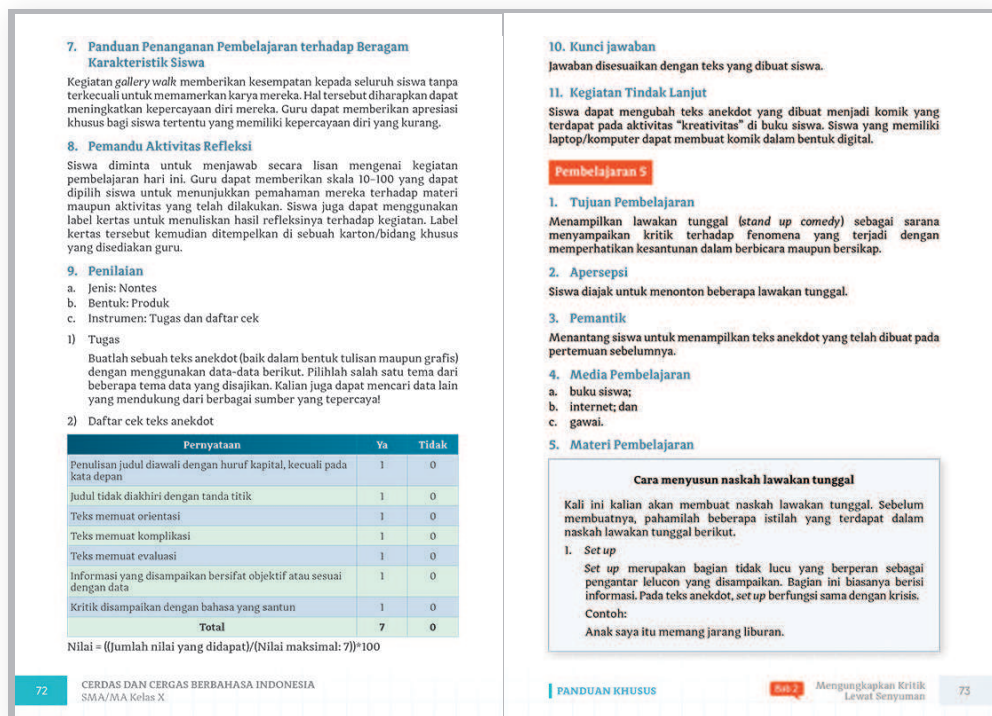 7. Panduan Penanganan Pembelajaran terhadap Beragam
Karakteristik Siswa
Kegiatan gallery walk memberikan kesempatan kepada seluruh siswa tanpa
terkecuali untuk memamerkan karya mereka. Hal tersebut diharapkan dapat
meningkatkan kepercayaan diri mereka. Guru dapat memberikan apresiasi
khusus bagi siswa tertentu yang memiliki kepercayaan diri yang kurang.
8. Pemandu Aktivitas Refleksi
Siswa diminta untuk menjawab secara lisan mengenai kegiatan
pembelajaran hari ini. Guru dapat memberikan skala 10–100 yang dapat
dipilih siswa untuk menunjukkan pemahaman mereka terhadap materi
maupun aktivitas yang telah dilakukan. Siswa juga dapat menggunakan
label kertas untuk menuliskan hasil refleksinya terhadap kegiatan. Label
kertas tersebut kemudian ditempelkan di sebuah karton/bidang khusus
yang disediakan guru.
9. Penilaian
a. Jenis: Nontes
b. Bentuk: Produk
c. Instrumen: Tugas dan daftar cek
1) Tugas
Buatlah sebuah teks anekdot (baik dalam bentuk tulisan maupun grafis)
dengan menggunakan data-data berikut. Pilihlah salah satu tema dari
beberapa tema data yang disajikan. Kalian juga dapat mencari data lain
yang mendukung dari berbagai sumber yang tepercaya!
2) Daftar cek teks anekdot
Pernyataan Ya Tidak
Penulisan judul diawali dengan huruf kapital, kecuali pada
kata depan 1 0
Judul tidak diakhiri dengan tanda titik 1 0
Teks memuat orientasi 1 0
Teks memuat komplikasi 1 0
Teks memuat evaluasi 1 0
Informasi yang disampaikan bersifat objektif atau sesuai
dengan data 1 0
Kritik disampaikan dengan bahasa yang santun 1 0
Total 7 0
Nilai = ((Jumlah nilai yang didapat)/(Nilai maksimal: 7))*100
72 CERDAS DAN CERGAS BERBAHASA INDONESIA
SMA/MA Kelas X
10. Kunci jawaban
Jawaban disesuaikan dengan teks yang dibuat siswa.
11. Kegiatan Tindak Lanjut
Siswa dapat mengubah teks anekdot yang dibuat menjadi komik yang
terdapat pada aktivitas “kreativitas” di buku siswa. Siswa yang memiliki
laptop/komputer dapat membuat komik dalam bentuk digital.
Pembelajaran 5
1. Tujuan Pembelajaran
Menampilkan lawakan tunggal (stand up comedy) sebagai sarana
menyampaikan kritik terhadap fenomena yang terjadi dengan
memperhatikan kesantunan dalam berbicara maupun bersikap.
2. Apersepsi
Siswa diajak untuk menonton beberapa lawakan tunggal.
3. Pemantik
Menantang siswa untuk menampilkan teks anekdot yang telah dibuat pada
pertemuan sebelumnya.
4. Media Pembelajaran
a. buku siswa;
b. internet; dan
c. gawai.
5. Materi Pembelajaran
Cara menyusun naskah lawakan tunggal
Kali ini kalian akan membuat naskah lawakan tunggal. Sebelum
membuatnya, pahamilah beberapa istilah yang terdapat dalam
naskah lawakan tunggal berikut.
1. Set up
Set up merupakan bagian tidak lucu yang berperan sebagai
pengantar lelucon yang disampaikan. Bagian ini biasanya berisi
informasi. Pada teks anekdot, set up berfungsi sama dengan krisis.
Contoh:
Anak saya itu memang jarang liburan.
PANDUAN KHUSUS
Bab 2 Mengungkapkan Kritik
Lewat Senyuman
73